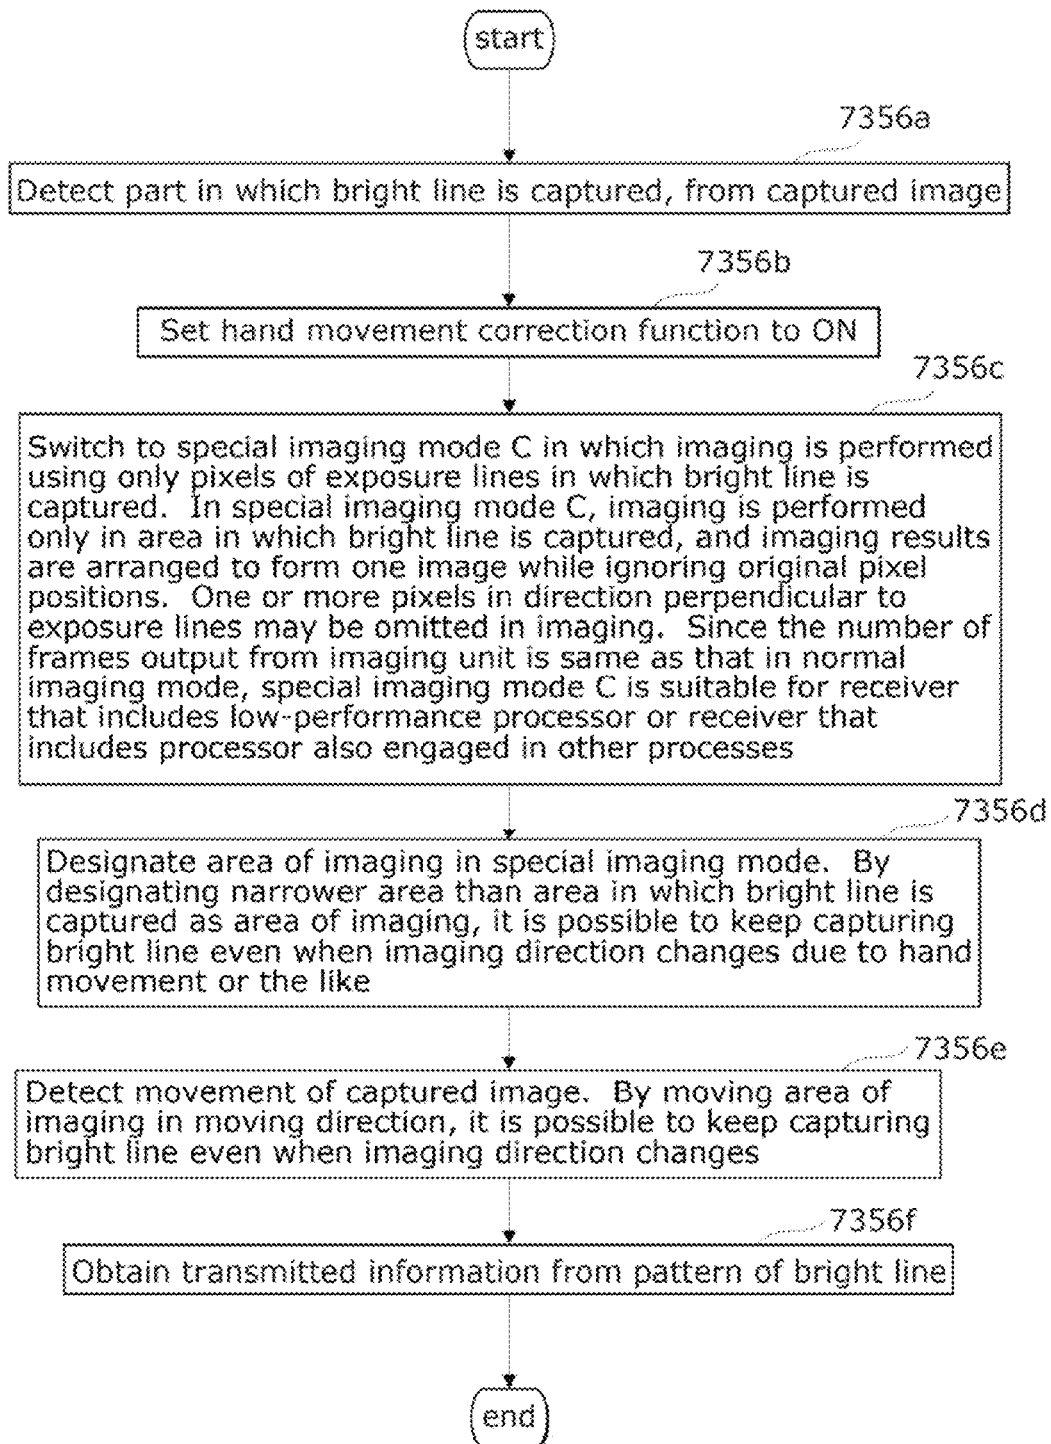 start
7356a
Detect part in which bright line is captured, from captured image
7356b
Set hand movement correction function to ON
7356c
Switch to special imaging mode C in which imaging is performed
using only pixels of exposure lines in which bright line is
captured.  In special imaging mode C, imaging is performed
only in area in which bright line is captured, and imaging results
are arranged to form one image while ignoring original pixel
positions.  One or more pixels in direction perpendicular to
exposure lines may be omitted in imaging.  Since the number of
frames output from imaging unit is same as that in normal
imaging mode, special imaging mode C is suitable for receiver
that includes low-performance processor or receiver that
includes processor also engaged in other processes
7356d
Designate area of imaging in special imaging mode.  By
designating narrower area than area in which bright line is
captured as area of imaging, it is possible to keep capturing
bright line even when imaging direction changes due to hand
movement or the like
7356e
Detect movement of captured image.  By moving area of
imaging in moving direction, it is possible to keep capturing
bright line even when imaging direction changes
7356f
Obtain transmitted information from pattern of bright line
end